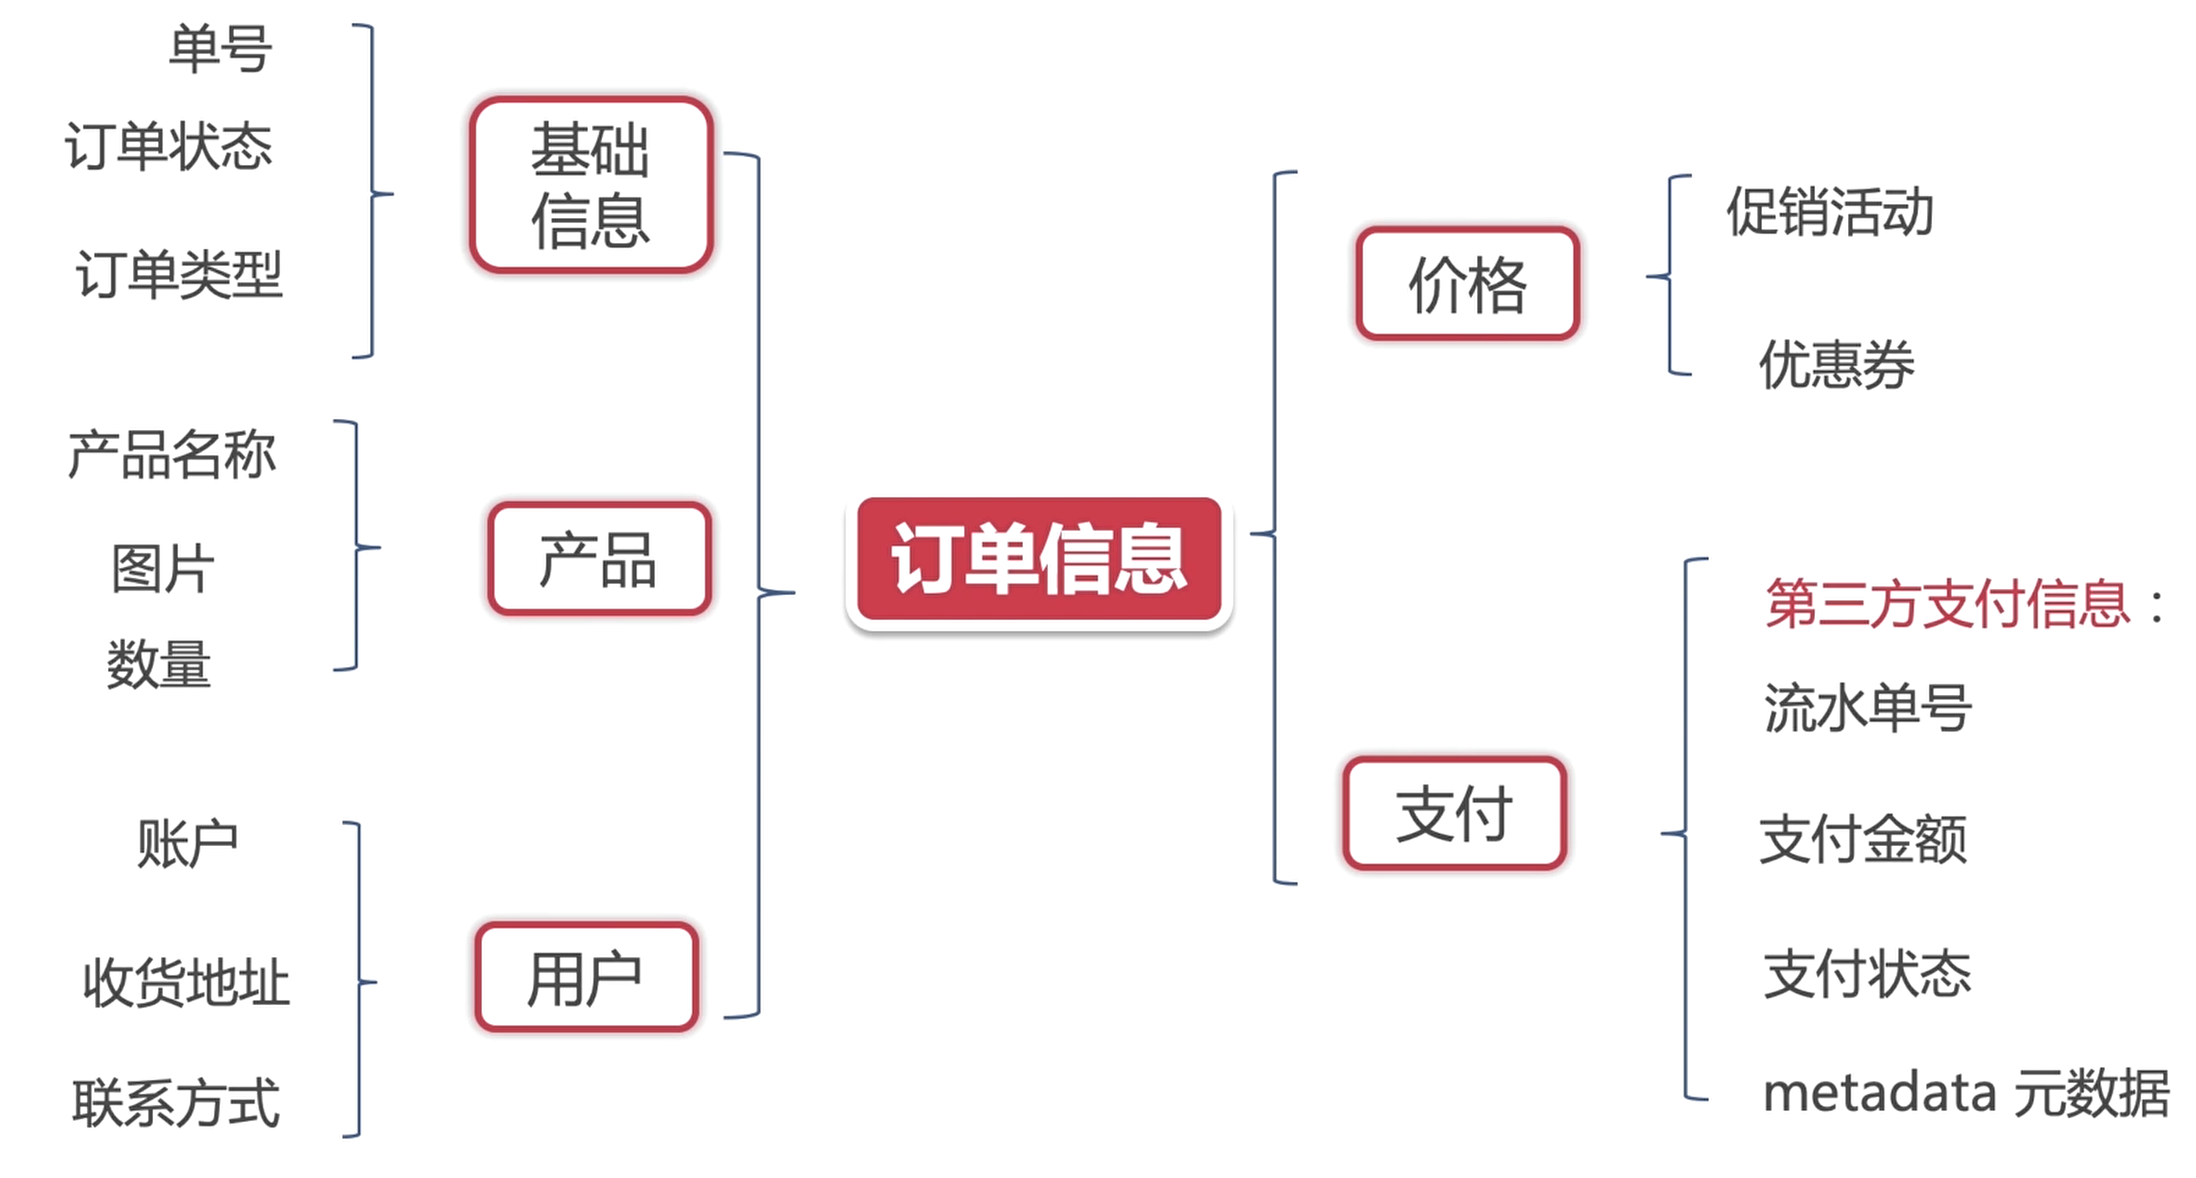 单号
订单状态
订单类型
基础
信息
产品名称
图片
数量
产品
账户
收货地址
联系方式
用户
订单信息
价格
促销活动
优惠券
支付
第三方支付信息：
流水单号
支付金额
支付状态
metadata 元数据